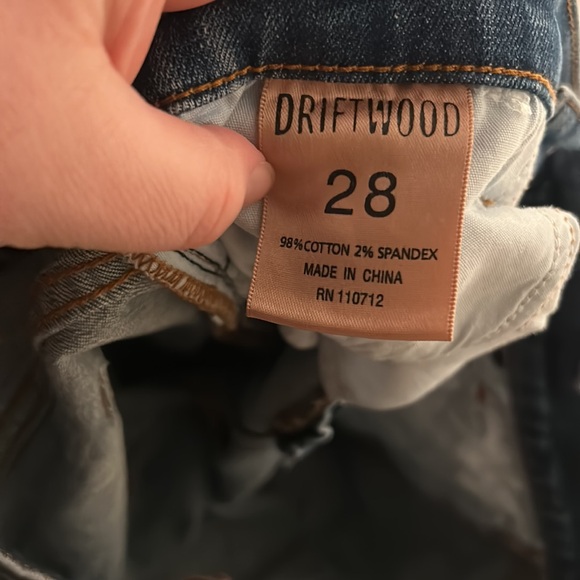 DRIFTWOOD
28
98% COTTON 2% SPANDEX
MADE IN CHINA
RN 110712